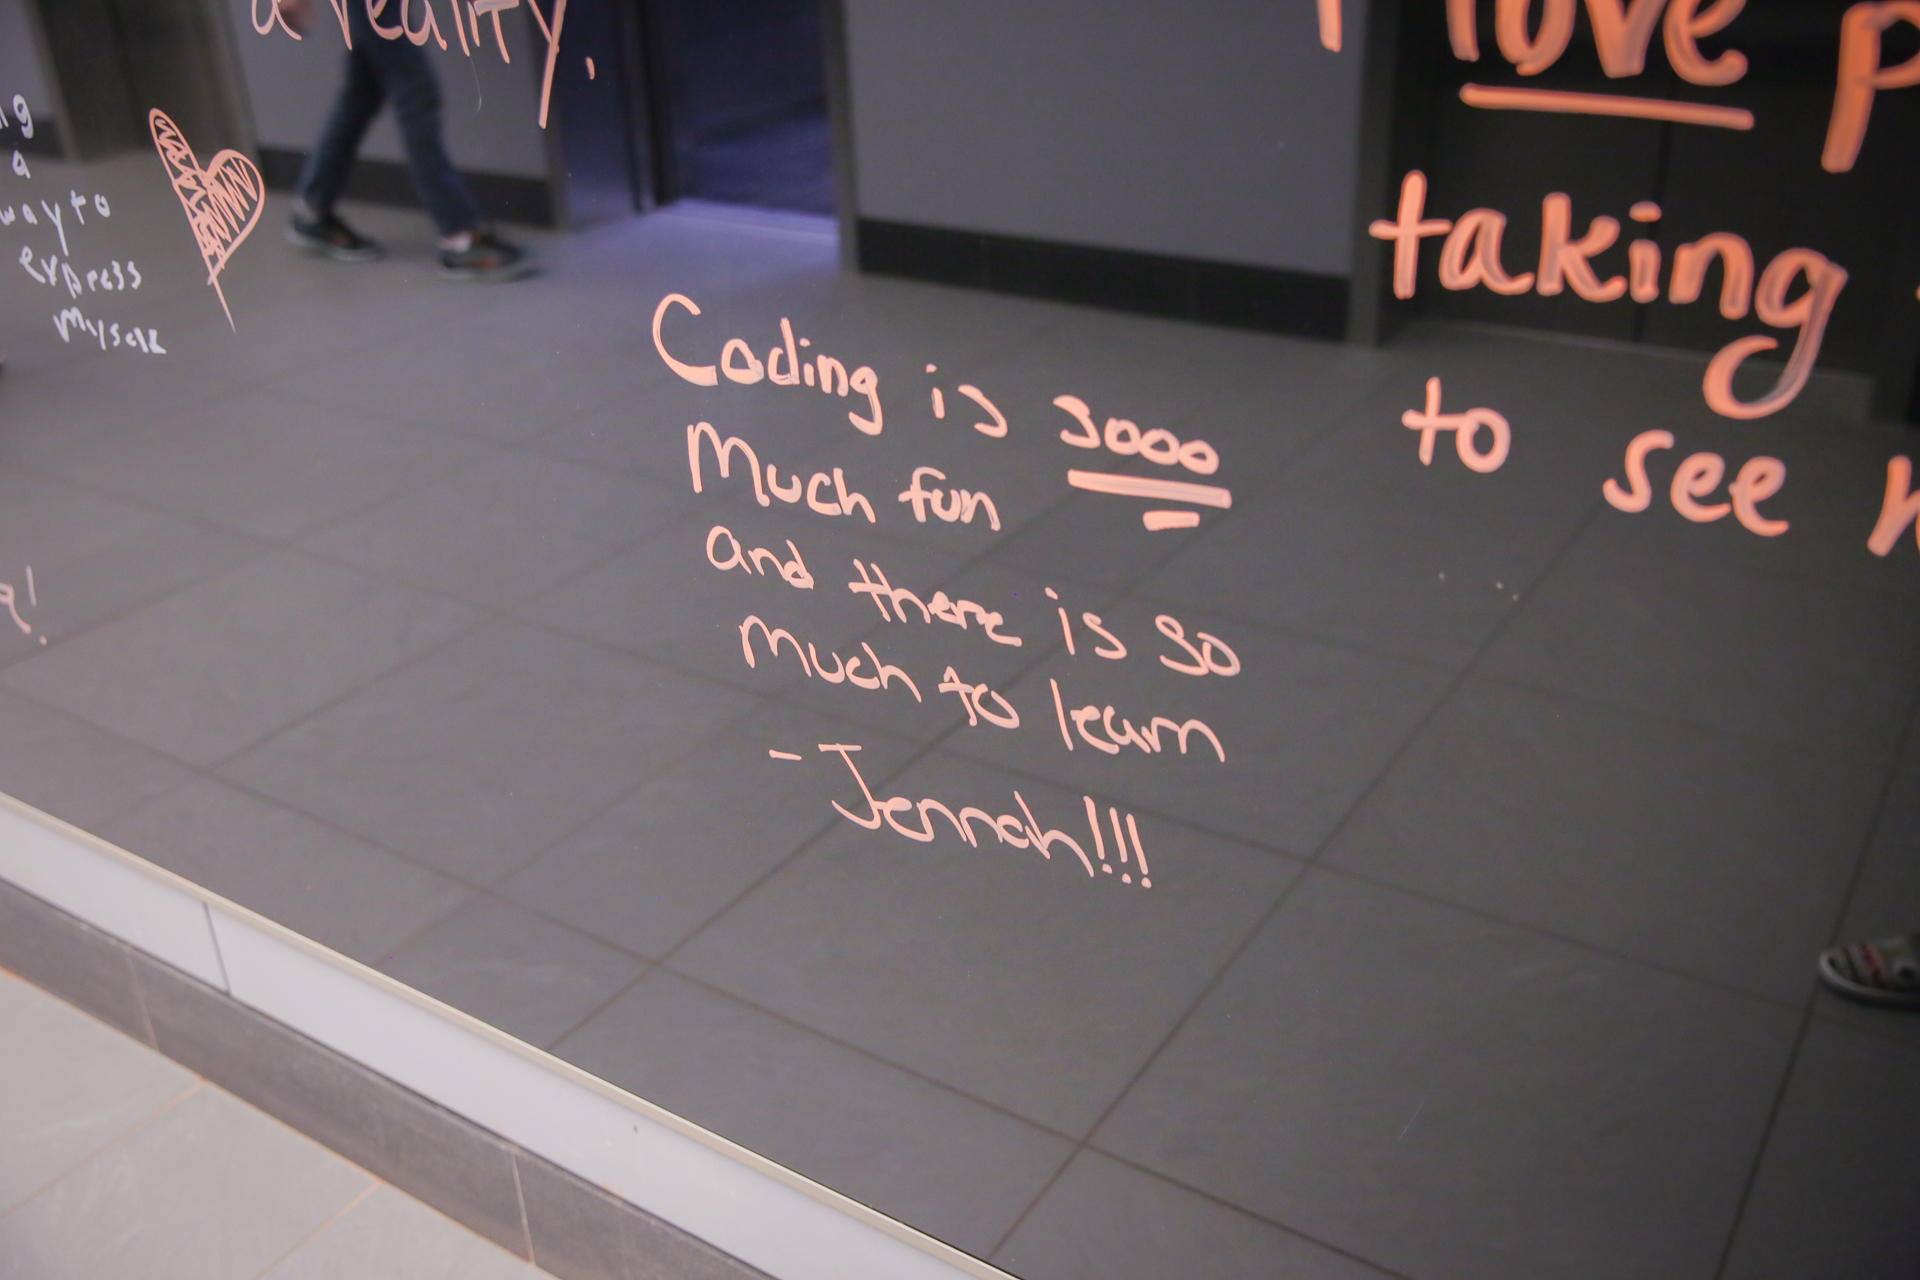 a reality.
a
way to
express
myself
Coding is sooo
Much fun
and there is so
much to learn
- Jennah!!!
love
taking
to see